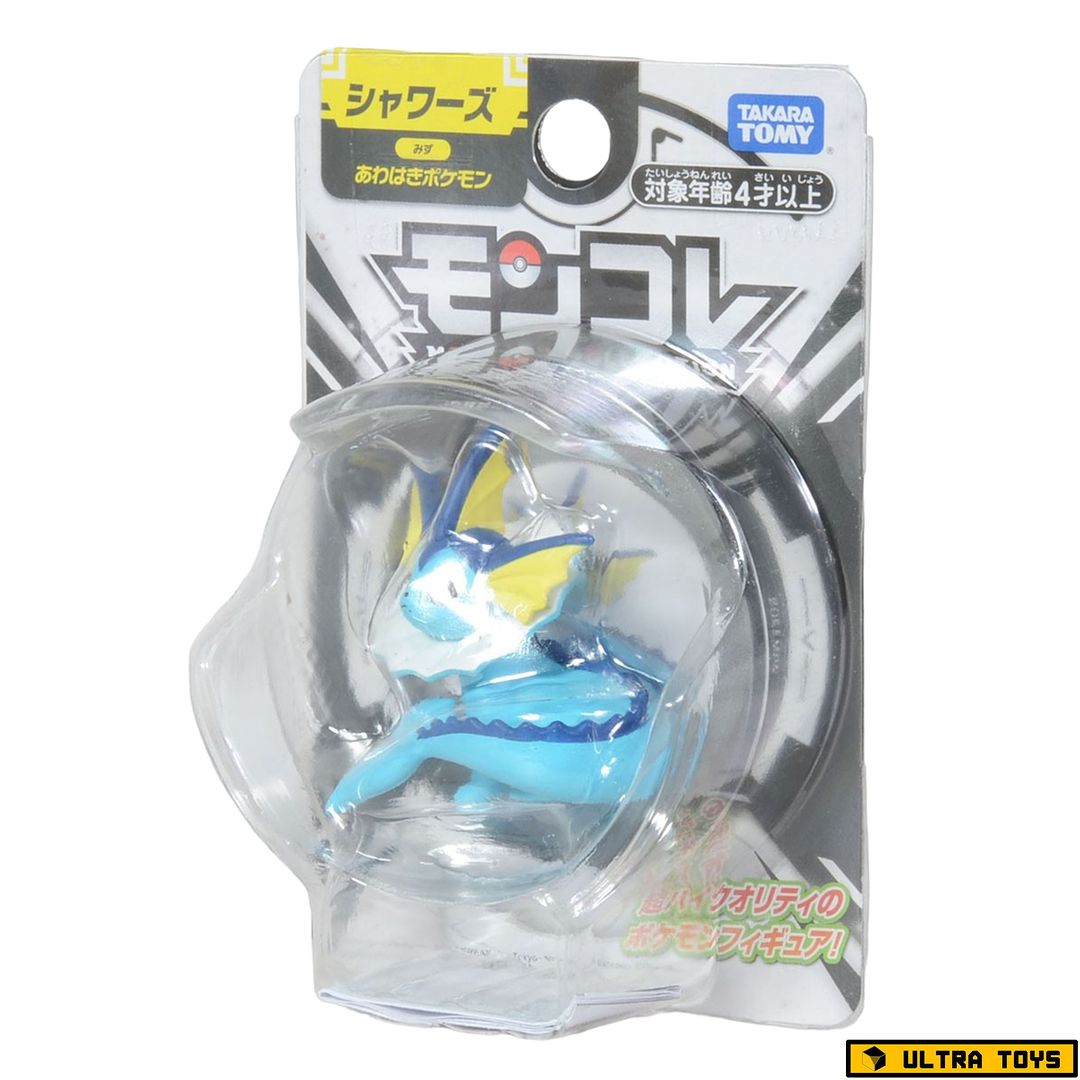 シャワーズ
みず
あわはきポケモン
TAKARA
TOMY
たいしょうねんれい さいいじょう
対象年齢4才以上
モンコレ
超ハイクオリティの
ポケモンフィギュア!
ULTRA TOYS